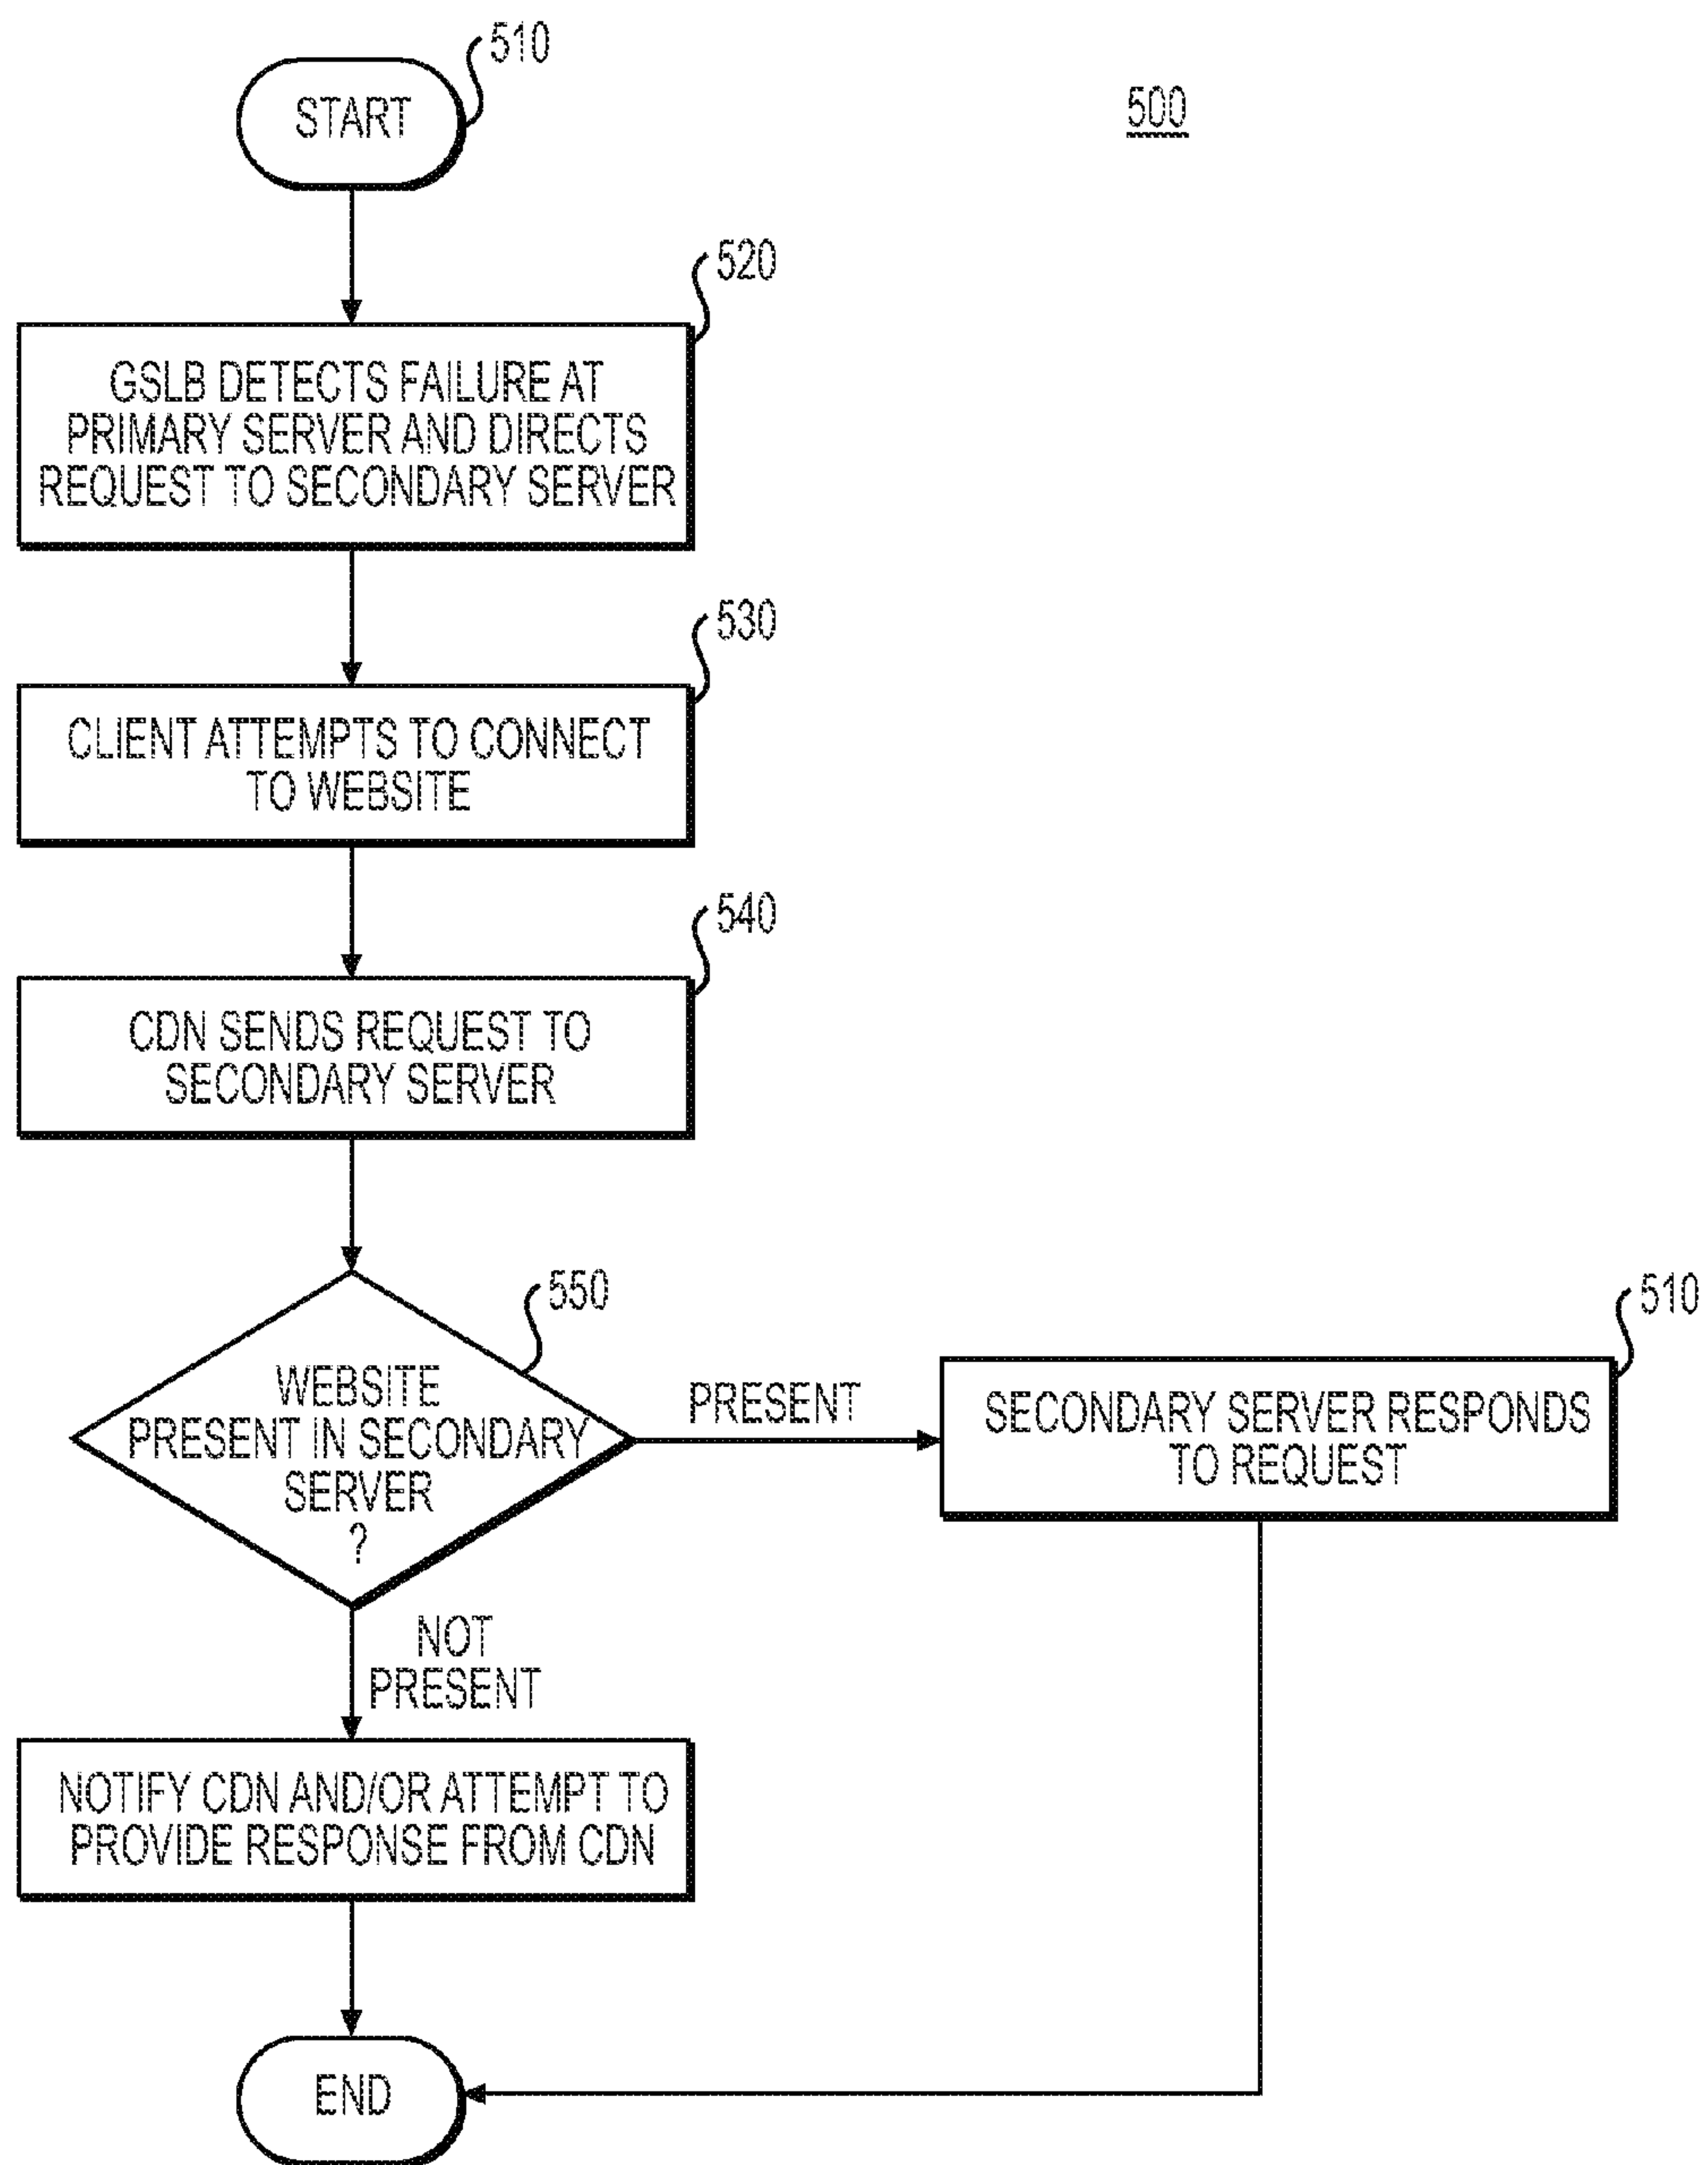 510
START
500
520
GSLB DETECTS FAILURE AT
PRIMARY SERVER AND DIRECTS
REQUEST TO SECONDARY SERVER
530
CLIENT ATTEMPTS TO CONNECT
TO WEBSITE
540
CDN SENDS REQUEST TO
SECONDARY SERVER
550
WEBSITE
PRESENT IN SECONDARY
SERVER
?
PRESENT
510
SECONDARY SERVER RESPONDS
TO REQUEST
NOT
PRESENT
NOTIFY CDN AND/OR ATTEMPT TO
PROVIDE RESPONSE FROM CDN
END